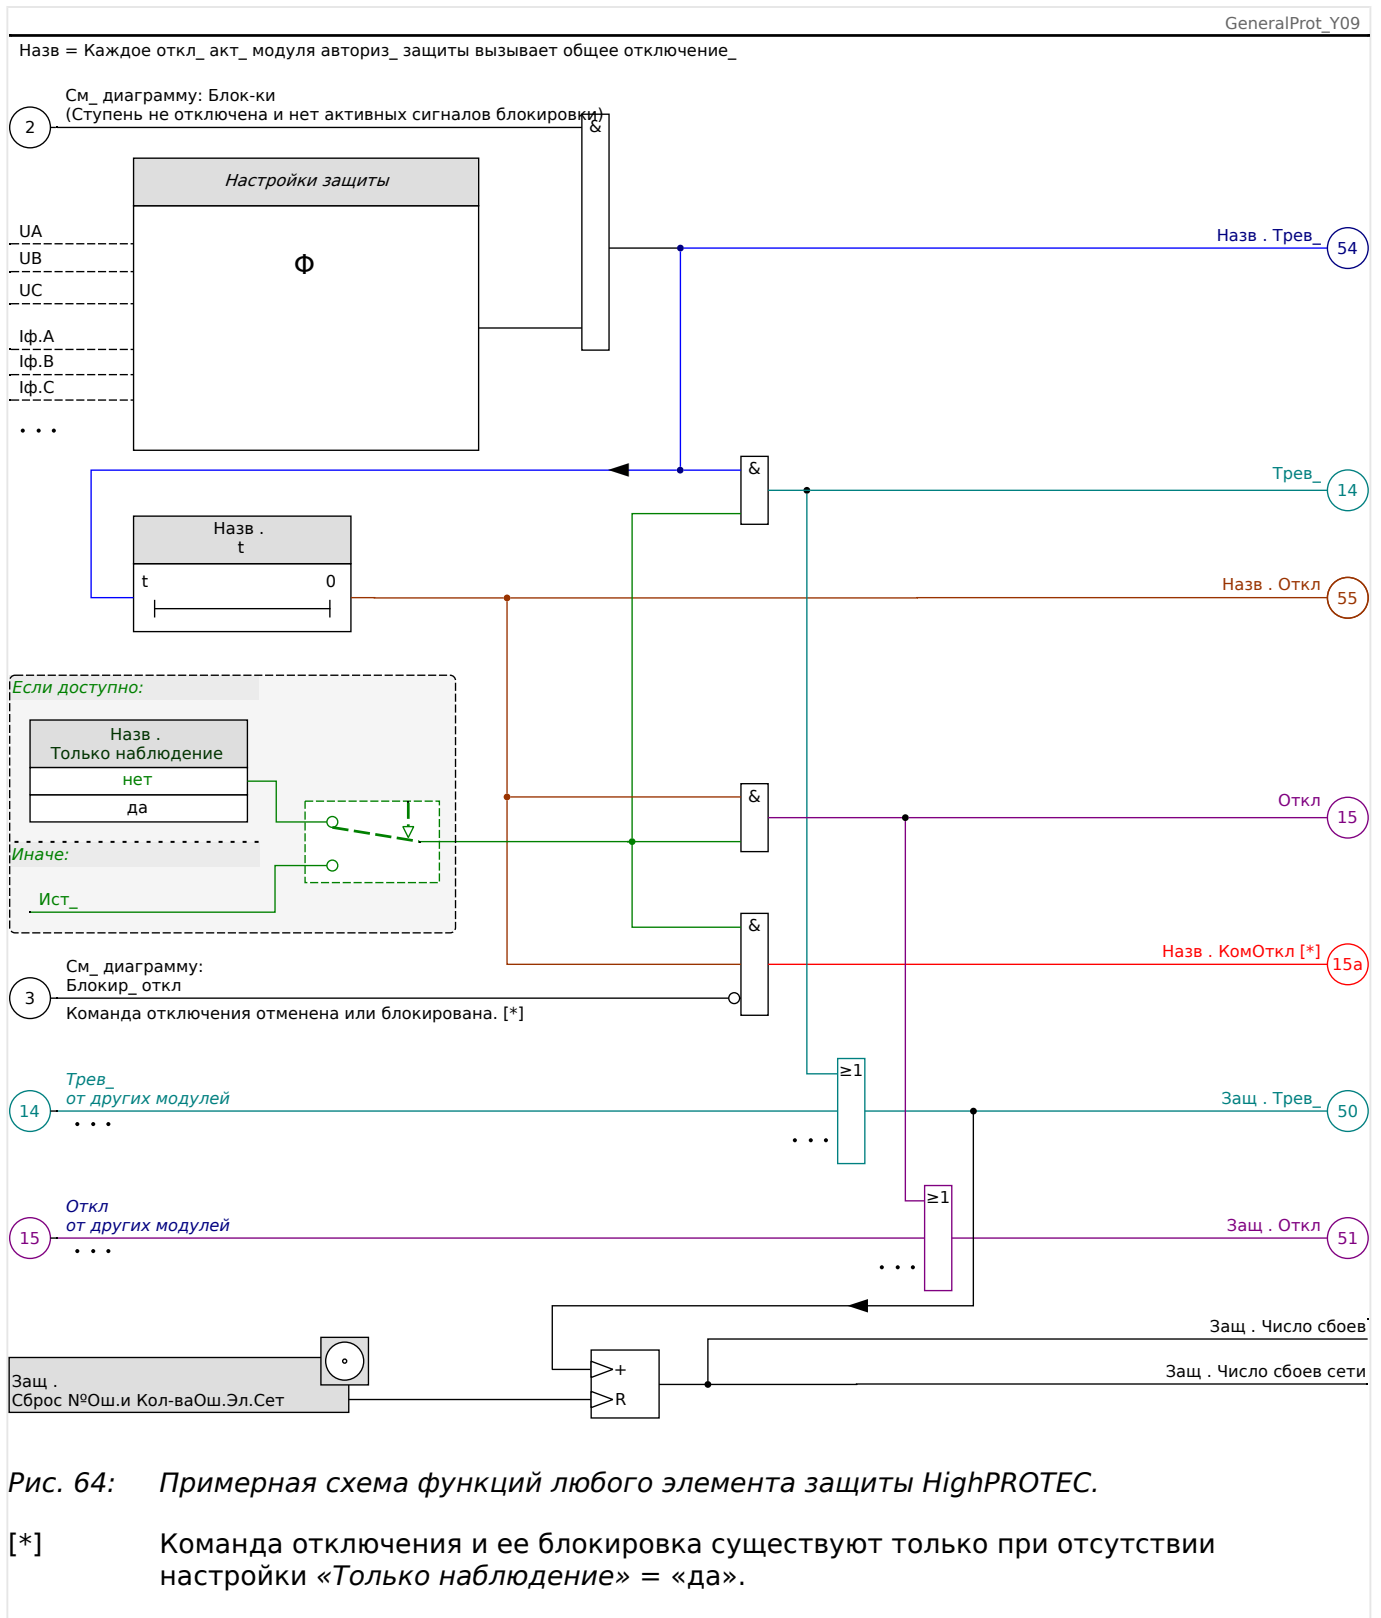 GeneralProt_Y09
Назв = Каждое откл_ акт_ модуля авториз_ защиты вызывает общее отключение_
См_ диаграмму: Блок-ки
(Ступень не отключена и нет активных сигналов блокировки)
2
&
Настройки защиты
Φ
UA
UB
UC
Iф.A
Iф.B
Iф.C
• • •
Назв . Трев_
54
&
Трев_
14
Назв .
t
t 0
Назв . Откл
55
Если доступно:
Назв .
Только наблюдение
нет
да
Иначе:
Ист_
&
Откл
15
&
Назв . КомОткл [*]
15a
См_ диаграмму:
Блокир_ откл
3
Команда отключения отменена или блокирована. [*]
Трев_
от других модулей
14
• • •
≥1
• • •
Защ . Трев_
50
Откл
от других модулей
15
• • •
≥1
• • •
Защ . Откл
51
Защ .
Сброс №Ош.и Кол-ваОш.Эл.Сет
+
R
Защ . Число сбоев
Защ . Число сбоев сети
Рис. 64: Примерная схема функций любого элемента защиты HighPROTEC.
[*] Команда отключения и ее блокировка существуют только при отсутствии
настройки «Только наблюдение» = «да».